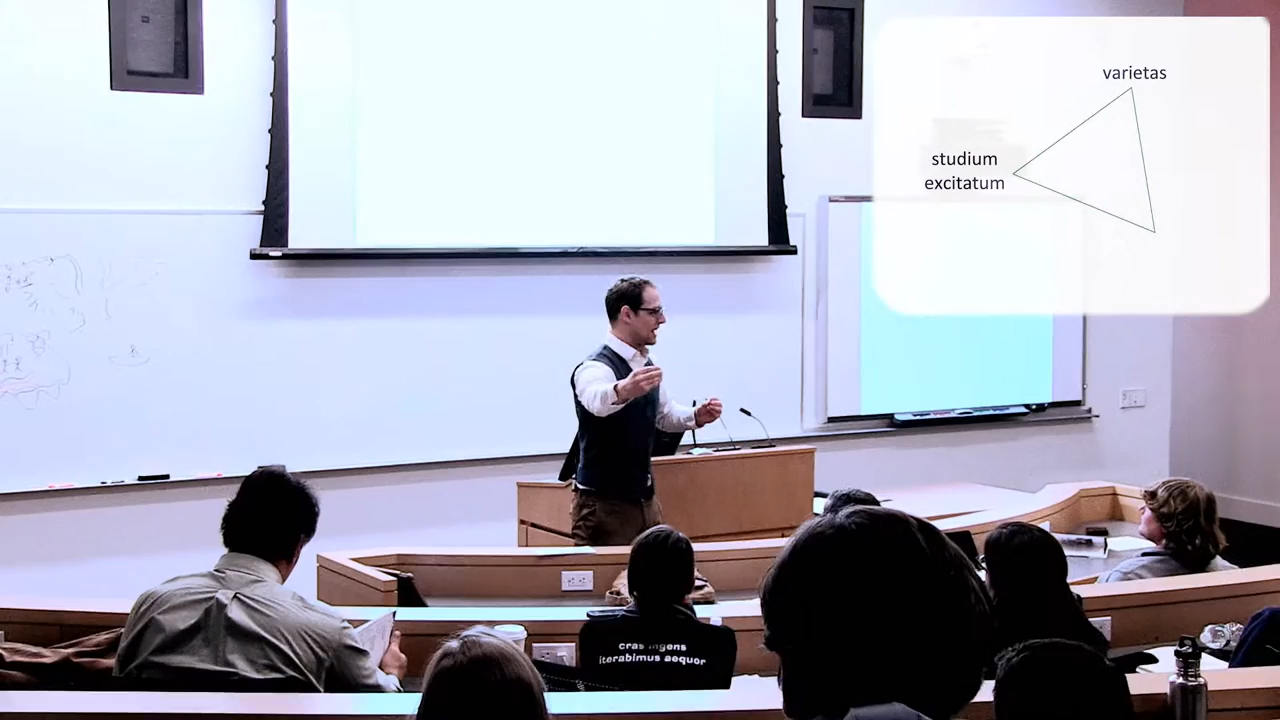 varietas
studium
excitatum
cras ingens
iterabimus aequor